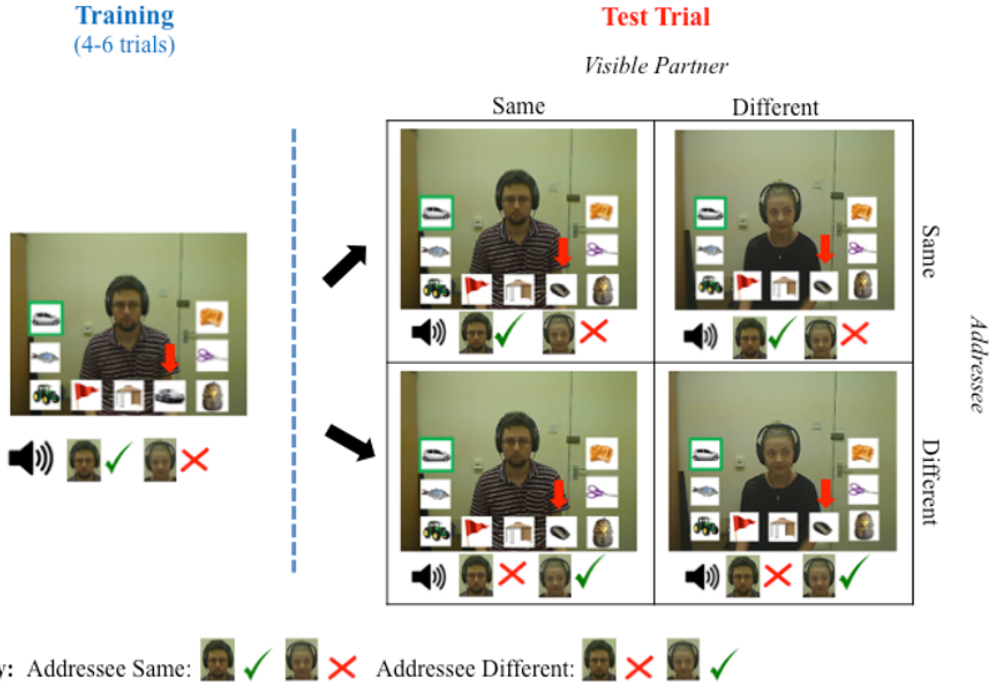 Training
(4-6 trials)
Test Trial
Visible Partner
Same
Different
Same
Addressee
Different
Addressee Same:
Addressee Different: